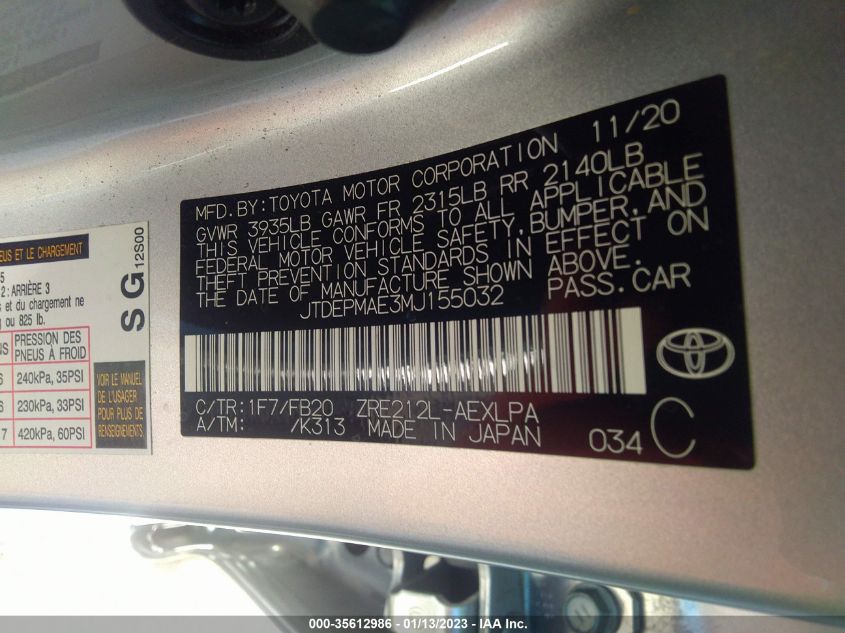 MFD. BY: TOYOTA MOTOR CORPORATION 11/20
GVWR 3935LB GAWR FR 2315LB RR 2140LB
THIS VEHICLE CONFORMS TO ALL APPLICABLE
FEDERAL MOTOR VEHICLE SAFETY, BUMPER, AND
THEFT PREVENTION STANDARDS IN EFFECT ON
THE DATE OF MANUFACTURE SHOWN ABOVE.
JTDEPMAE3MJ155032 PASS. CAR
C/TR: 1F7/FB20 ZRE212L-AEXLPA
A/TM: /K313 MADE IN JAPAN 034 C
ET LE CHARGEMENT
5
2: ARRIÈRE 3
et du chargement ne
ou 825 lb.
PRESSION DES
PNEUS À FROID
240kPa, 35PSI
230kPa, 33PSI
420kPa, 60PSI
VOIR LE MANUEL
DE L'USAGER
POUR PLUS DE
RENSEIGNEMENTS
SG 12S00
000-35612986 - 01/13/2023 - IAA Inc.